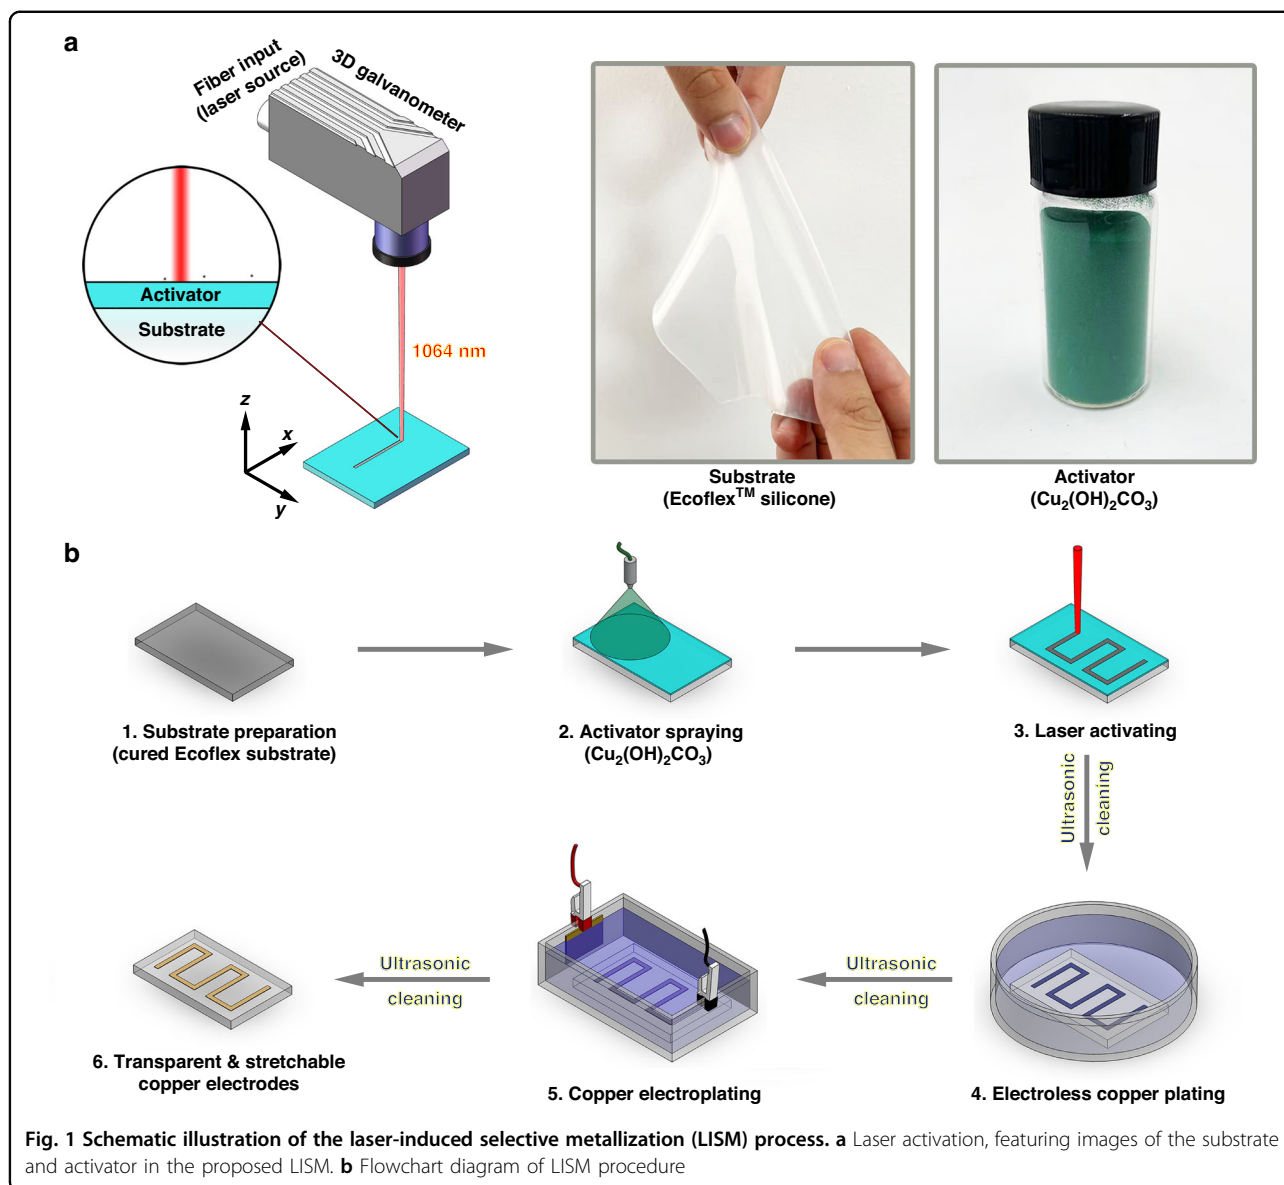 a
Fiber input
(laser source)
3D galvanometer
Activator
Substrate
1064 nm
z
x
y
Substrate
(Ecoflex™ silicone)
Activator
(Cu₂(OH)₂CO₃)
b
1. Substrate preparation
(cured Ecoflex substrate)
2. Activator spraying
(Cu₂(OH)₂CO₃)
3. Laser activating
Ultrasonic
cleaning
4. Electroless copper plating
Ultrasonic
cleaning
5. Copper electroplating
Ultrasonic
cleaning
6. Transparent & stretchable
copper electrodes
Fig. 1 Schematic illustration of the laser-induced selective metallization (LISM) process. a Laser activation, featuring images of the substrate
and activator in the proposed LISM. b Flowchart diagram of LISM procedure